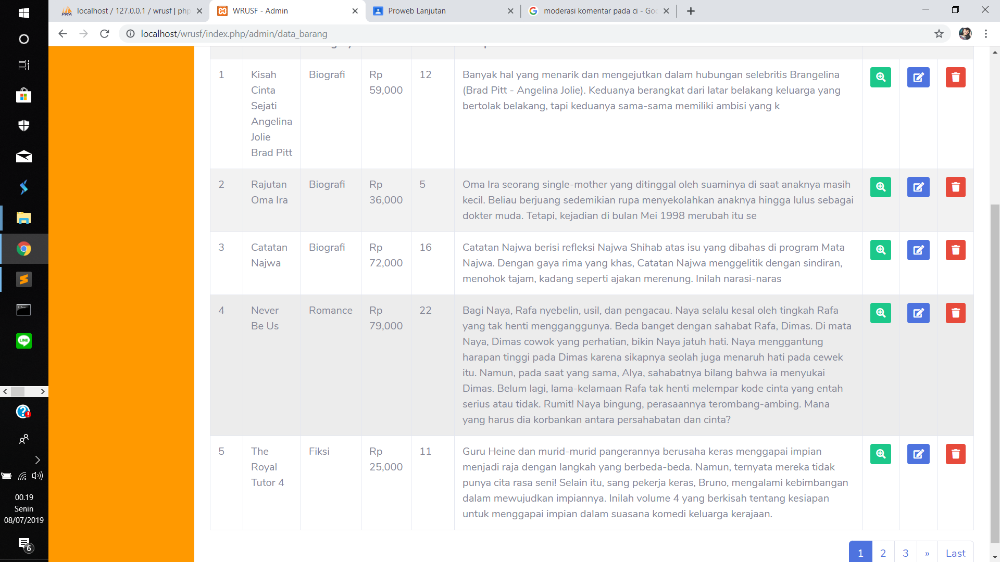 localhost / 127.0.0.1 / wrusf | php
WRUSF - Admin
Proweb Lanjutan
moderasi komentar pada ci - Goo
localhost/wrusf/index.php/admin/data_barang
1
Kisah
Cinta
Sejati
Angelina
Jolie
Brad Pitt
Biografi
Rp
59,000
12
Banyak hal yang menarik dan mengejutkan dalam hubungan selebritis Brangelina
(Brad Pitt - Angelina Jolie). Keduanya berangkat dari latar belakang keluarga yang
bertolak belakang, tapi keduanya sama-sama memiliki ambisi yang k
2
Rajutan
Oma Ira
Biografi
Rp
36,000
5
Oma Ira seorang single-mother yang ditinggal oleh suaminya di saat anaknya masih
kecil. Beliau berjuang sedemikian rupa menyekolahkan anaknya hingga lulus sebagai
dokter muda. Tetapi, kejadian di bulan Mei 1998 merubah itu se
3
Catatan
Najwa
Biografi
Rp
72,000
16
Catatan Najwa berisi refleksi Najwa Shihab atas isu yang dibahas di program Mata
Najwa. Dengan gaya rima yang khas, Catatan Najwa menggelitik dengan sindiran,
menohok tajam, kadang seperti ajakan merenung. Inilah narasi-naras
4
Never
Be Us
Romance
Rp
79,000
22
Bagi Naya, Rafa nyebelin, usil, dan pengacau. Naya selalu kesal oleh tingkah Rafa
yang tak henti mengganggunya. Beda banget dengan sahabat Rafa, Dimas. Di mata
Naya, Dimas cowok yang perhatian, bikin Naya jatuh hati. Naya menggantung
harapan tinggi pada Dimas karena sikapnya seolah juga menaruh hati pada cewek
itu. Namun, pada saat yang sama, Alya, sahabatnya bilang bahwa ia menyukai
Dimas. Belum lagi, lama-kelamaan Rafa tak henti melempar kode cinta yang entah
serius atau tidak. Rumit! Naya bingung, perasaannya terombang-ambing. Mana
yang harus dia korbankan antara persahabatan dan cinta?
5
The
Royal
Tutor 4
Fiksi
Rp
25,000
11
Guru Heine dan murid-murid pangerannya berusaha keras menggapai impian
menjadi raja dengan langkah yang berbeda-beda. Namun, ternyata mereka tidak
punya cita rasa seni! Selain itu, sang pekerja keras, Bruno, mengalami kebimbangan
dalam mewujudkan impiannya. Inilah volume 4 yang berkisah tentang kesiapan
untuk menggapai impian dalam suasana komedi keluarga kerajaan.
1 2 3 » Last
LINE
00.19
Senin
08/07/2019
6